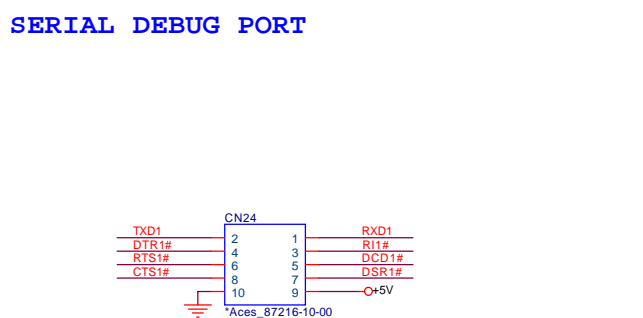 SERIAL DEBUG PORT
CN24
TXD1 2 1 RXD1
DTR1# 4 3 RI1#
RTS1# 6 5 DCD1#
CTS1# 8 7 DSR1#
10 9 +5V
*Aces_87216-10-00